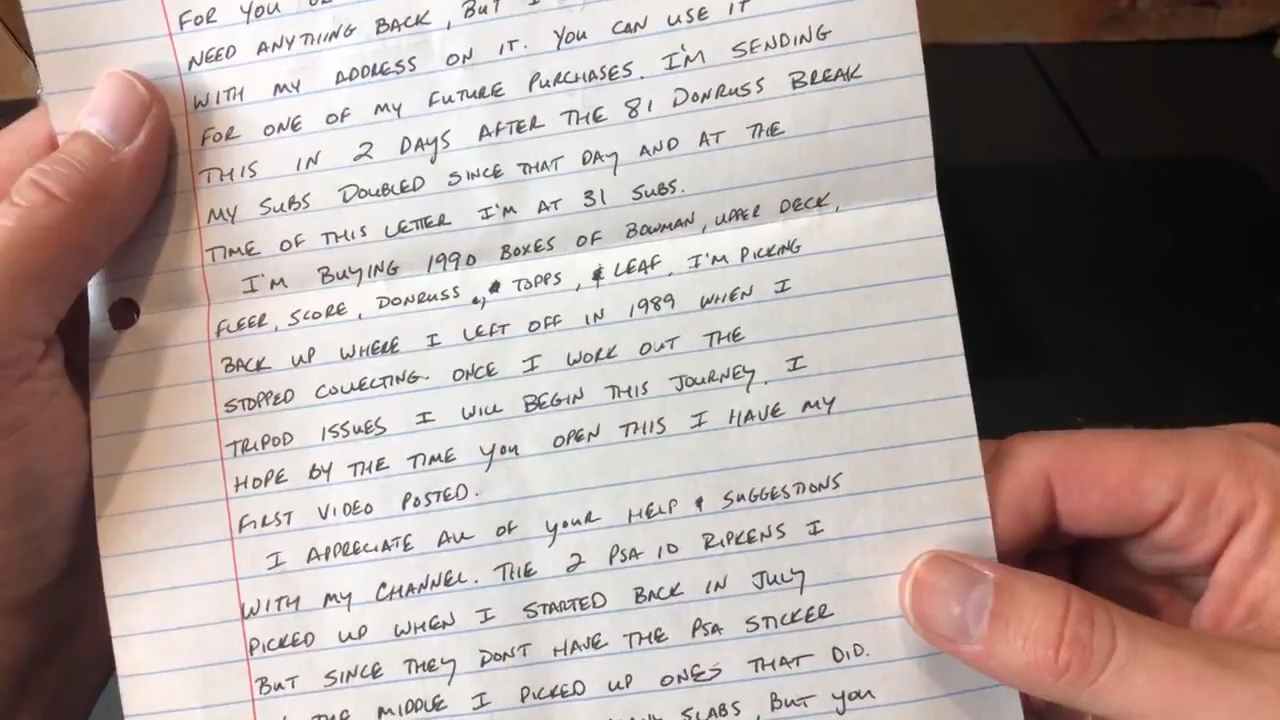 FOR YOU
NEED ANYTHING BACK, BUT I
WITH MY ADDRESS ON IT. YOU CAN USE IT
FOR ONE OF MY FUTURE PURCHASES. I'M SENDING
THIS IN 2 DAYS AFTER THE 81 DONRUSS BREAK
MY SUBS DOUBLED SINCE THAT DAY AND AT THE
TIME OF THIS LETTER I'M AT 31 SUBS.
I'M BUYING 1990 BOXES OF BOWMAN, UPPER DECK,
FLEER, SCORE, DONRUSS, TOPPS, & LEAF. I'M PICKING
BACK UP WHERE I LEFT OFF IN 1989 WHEN I
STOPPED COLLECTING. ONCE I WORK OUT THE
TRIPOD ISSUES I WILL BEGIN THIS JOURNEY. I
HOPE BY THE TIME YOU OPEN THIS I HAVE MY
FIRST VIDEO POSTED.
I APPRECIATE ALL OF YOUR HELP & SUGGESTIONS
WITH MY CHANNEL. THE 2 PSA 10 RIPKENS I
PICKED UP WHEN I STARTED BACK IN JULY
BUT SINCE THEY DONT HAVE THE PSA STICKER
THE MIDDLE I PICKED UP ONES THAT DID.
SLABS, BUT YOU